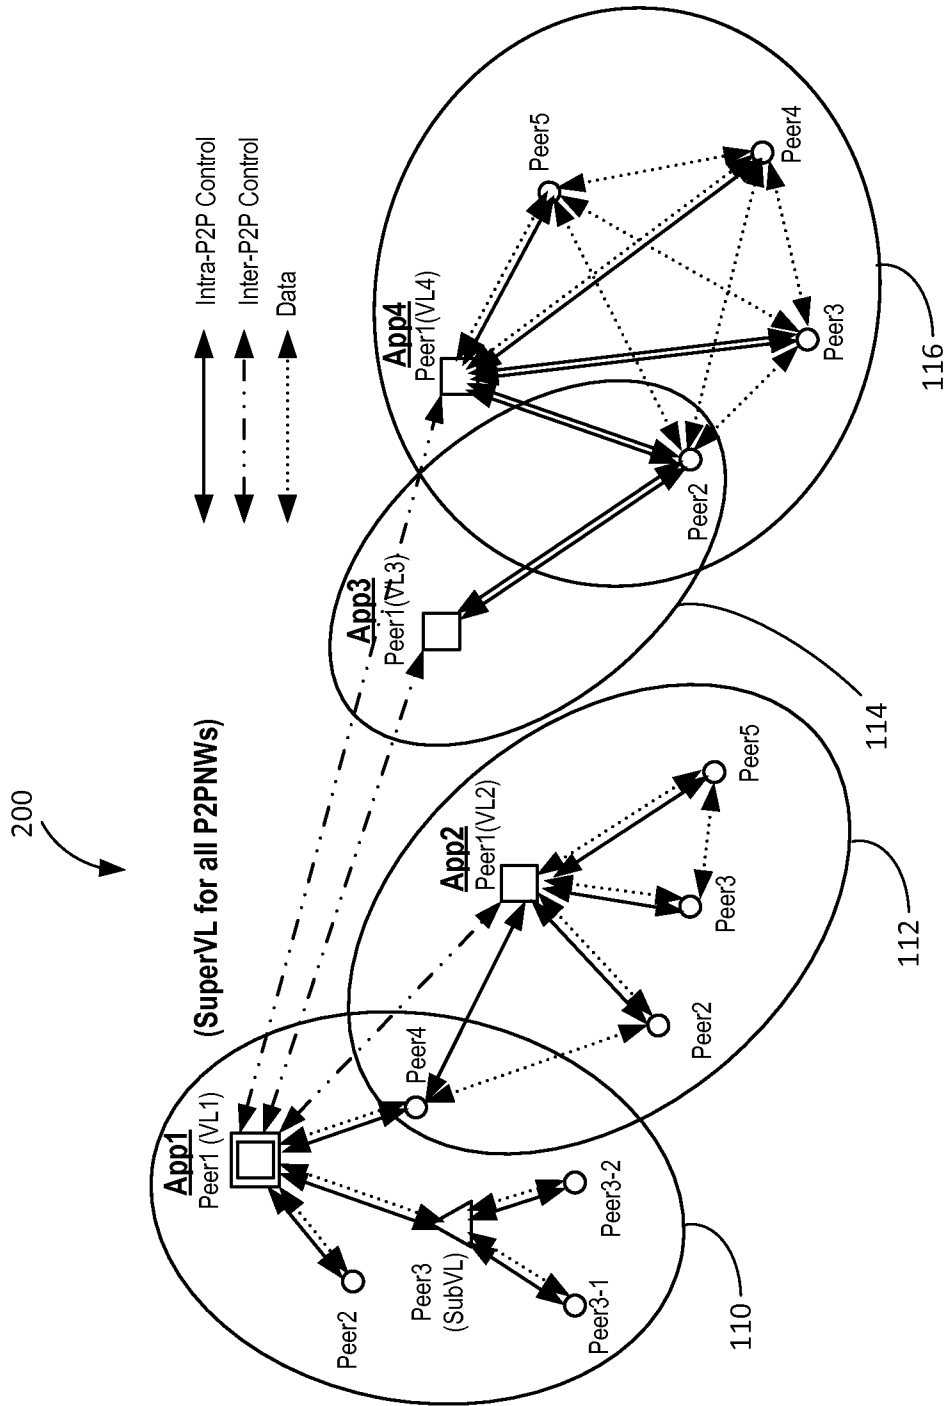 200
(SuperVL for all P2PNWs)
Intra-P2P Control
Inter-P2P Control
Data
App1
Peer1 (VL1)
Peer2
Peer3
(SubVL)
Peer3-1
Peer3-2
Peer4
110
App2
Peer1(VL2)
Peer2
Peer3
Peer5
112
App3
Peer1(VL3)
Peer2
114
App4
Peer1(VL4)
Peer5
Peer4
Peer3
116